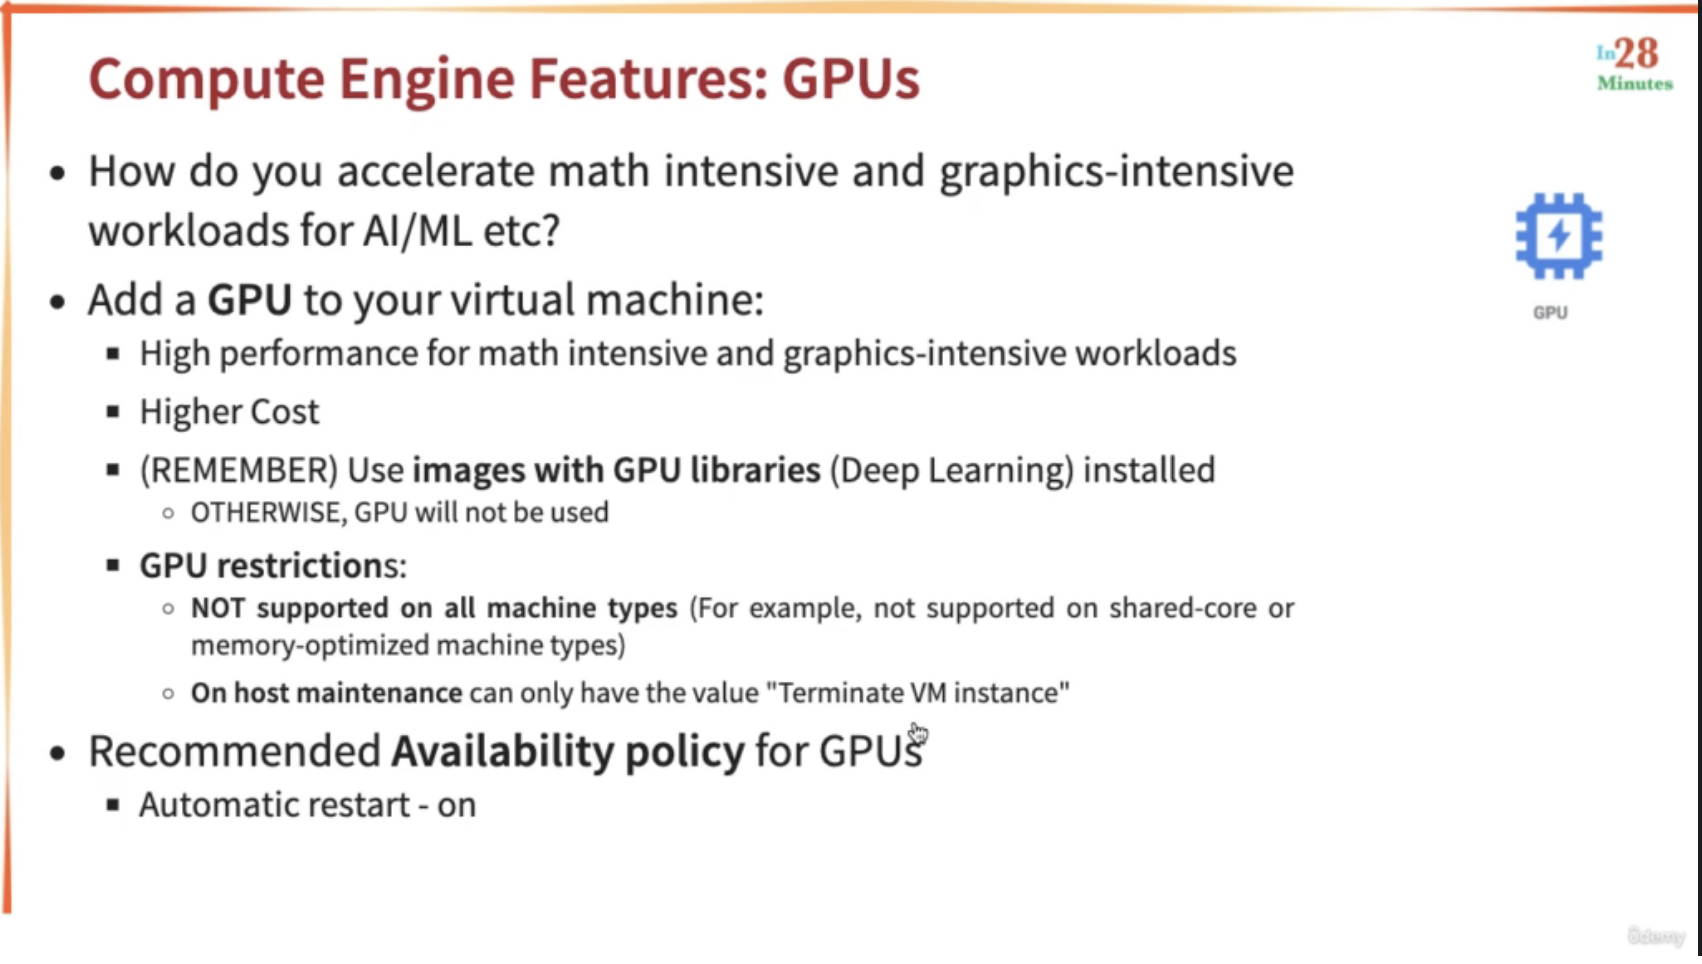 Compute Engine Features: GPUs
In28
Minutes
• How do you accelerate math intensive and graphics-intensive
workloads for AI/ML etc?
• Add a GPU to your virtual machine:
▪ High performance for math intensive and graphics-intensive workloads
▪ Higher Cost
▪ (REMEMBER) Use images with GPU libraries (Deep Learning) installed
◦ OTHERWISE, GPU will not be used
▪ GPU restrictions:
◦ NOT supported on all machine types (For example, not supported on shared-core or
memory-optimized machine types)
◦ On host maintenance can only have the value "Terminate VM instance"
• Recommended Availability policy for GPUs
▪ Automatic restart - on
GPU
ûdemy